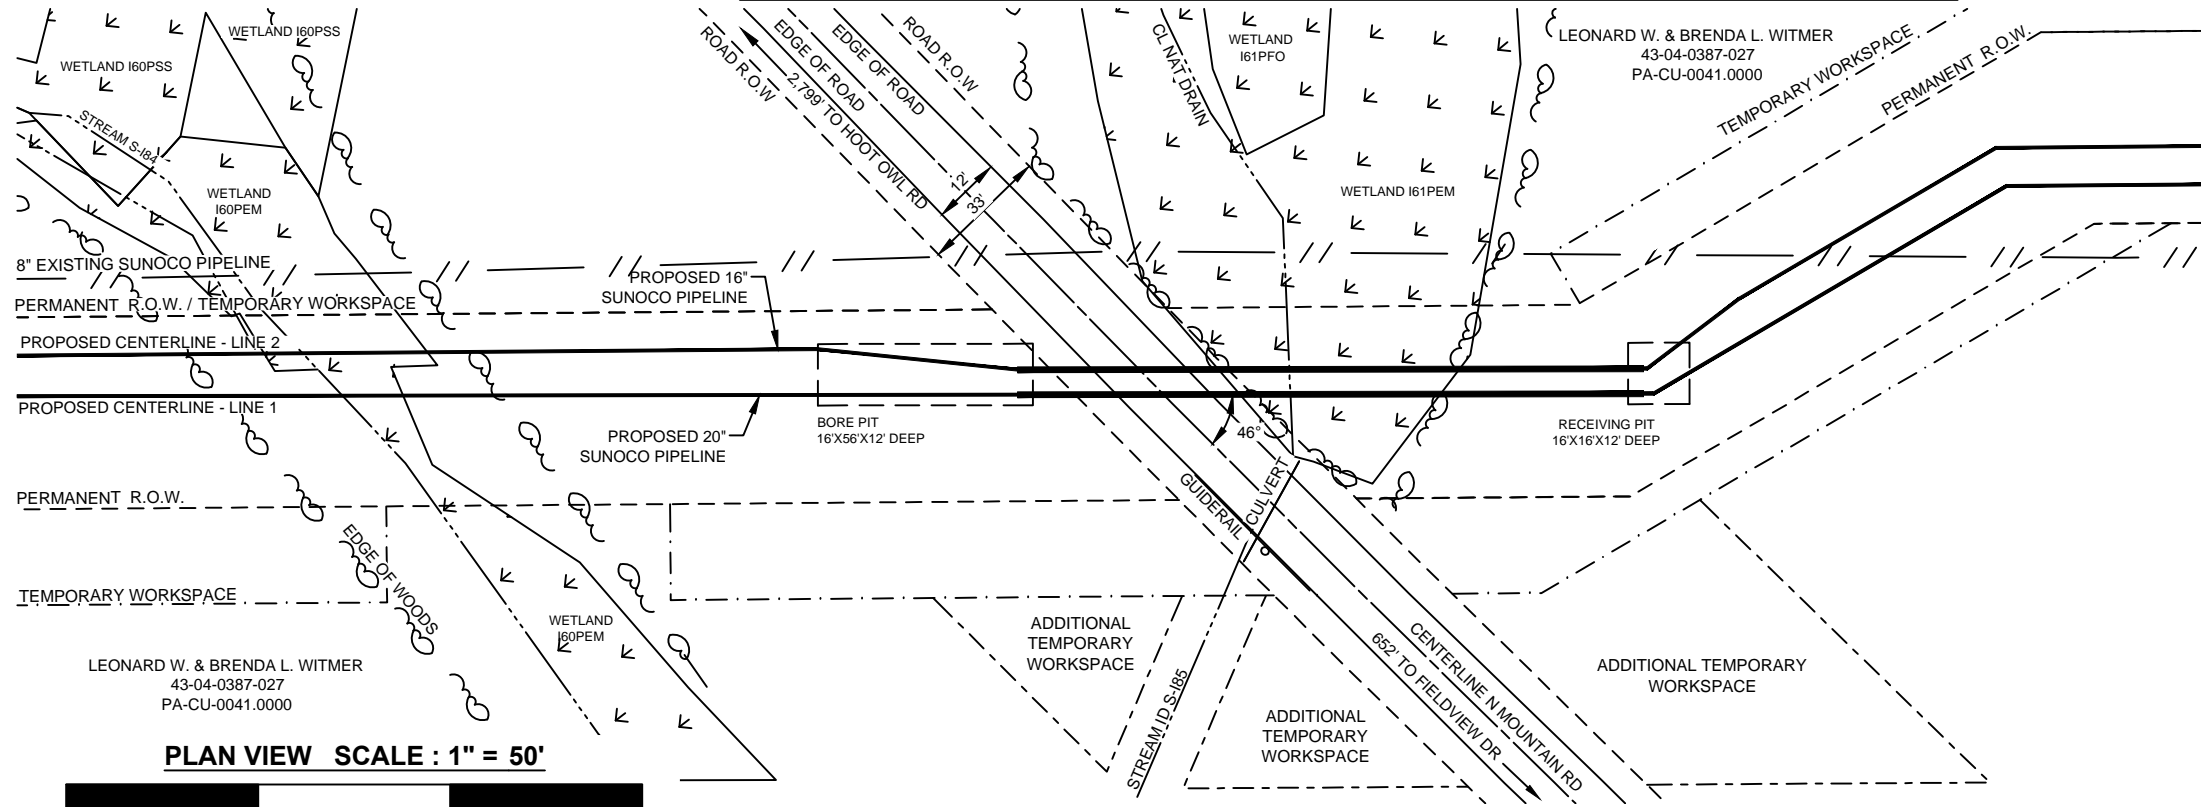 WETLAND I60PSS
WETLAND I60PSS
STREAM S-I84
WETLAND
I60PEM
ROAD R.O.W
2,799' TO HOOT OWL RD
EDGE OF ROAD
EDGE OF ROAD
ROAD R.O.W
12'
33'
CL NAT DRAIN
WETLAND
I61PFO
WETLAND I61PEM
LEONARD W. & BRENDA L. WITMER
43-04-0387-027
PA-CU-0041.0000
TEMPORARY WORKSPACE
PERMANENT R.O.W.
8" EXISTING SUNOCO PIPELINE
PERMANENT R.O.W. / TEMPORARY WORKSPACE
PROPOSED CENTERLINE - LINE 2
PROPOSED CENTERLINE - LINE 1
PROPOSED 16"
SUNOCO PIPELINE
PROPOSED 20"
SUNOCO PIPELINE
BORE PIT
16'X56'X12' DEEP
46°
RECEIVING PIT
16'X16'X12' DEEP
PERMANENT R.O.W.
EDGE OF WOODS
TEMPORARY WORKSPACE
GUIDERAIL
CULVERT
WETLAND
I60PEM
ADDITIONAL
TEMPORARY
WORKSPACE
STREAM ID S-I85
ADDITIONAL
TEMPORARY
WORKSPACE
652' TO FIELDVIEW DR
CENTERLINE N MOUNTAIN RD
ADDITIONAL TEMPORARY
WORKSPACE
LEONARD W. & BRENDA L. WITMER
43-04-0387-027
PA-CU-0041.0000
PLAN VIEW SCALE : 1" = 50'